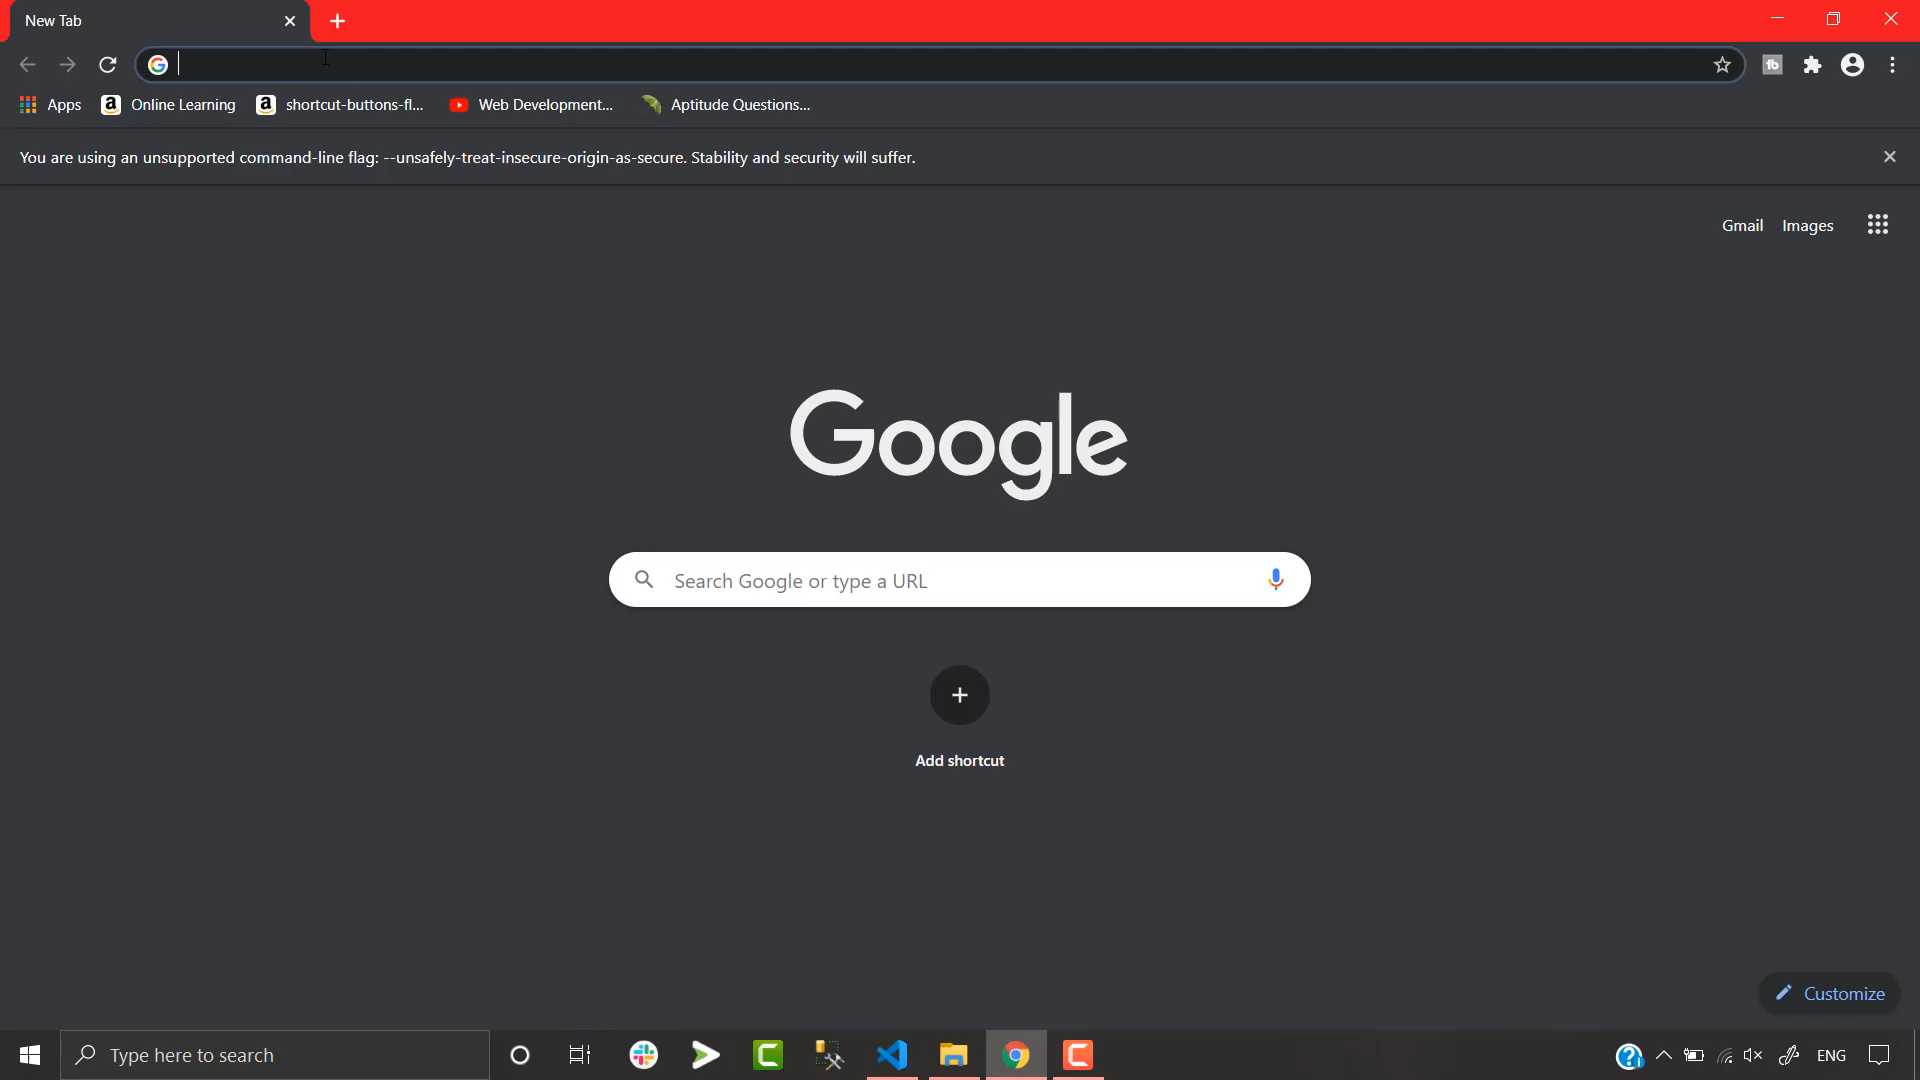 New Tab
Apps
Online Learning
shortcut-buttons-fl...
Web Development...
Aptitude Questions...
You are using an unsupported command-line flag: --unsafely-treat-insecure-origin-as-secure. Stability and security will suffer.
Gmail
Images
Google
Search Google or type a URL
Add shortcut
Customize
Type here to search
ENG